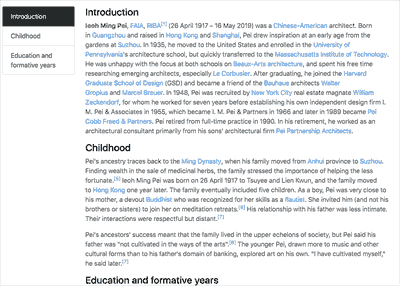 Introduction
Childhood
Education and
formative years
Introduction
Ieoh Ming Pei, FAIA, RIBA[1] (26 April 1917 – 16 May 2019) was a Chinese-American architect. Born
in Guangzhou and raised in Hong Kong and Shanghai, Pei drew inspiration at an early age from the
gardens at Suzhou. In 1935, he moved to the United States and enrolled in the University of
Pennsylvania's architecture school, but quickly transferred to the Massachusetts Institute of Technology.
He was unhappy with the focus at both schools on Beaux-Arts architecture, and spent his free time
researching emerging architects, especially Le Corbusier. After graduating, he joined the Harvard
Graduate School of Design (GSD) and became a friend of the Bauhaus architects Walter
Gropius and Marcel Breuer. In 1948, Pei was recruited by New York City real estate magnate William
Zeckendorf, for whom he worked for seven years before establishing his own independent design firm I.
M. Pei & Associates in 1955, which became I. M. Pei & Partners in 1966 and later in 1989 became Pei
Cobb Freed & Partners. Pei retired from full-time practice in 1990. In his retirement, he worked as an
architectural consultant primarily from his sons' architectural firm Pei Partnership Architects.
Childhood
Pei's ancestry traces back to the Ming Dynasty, when his family moved from Anhui province to Suzhou.
Finding wealth in the sale of medicinal herbs, the family stressed the importance of helping the less
fortunate.[5] Ieoh Ming Pei was born on 26 April 1917 to Tsuyee and Lien Kwun, and the family moved
to Hong Kong one year later. The family eventually included five children. As a boy, Pei was very close to
his mother, a devout Buddhist who was recognized for her skills as a flautist. She invited him (and not his
brothers or sisters) to join her on meditation retreats.[6] His relationship with his father was less intimate.
Their interactions were respectful but distant.[7]
Pei's ancestors' success meant that the family lived in the upper echelons of society, but Pei said his
father was "not cultivated in the ways of the arts".[8] The younger Pei, drawn more to music and other
cultural forms than to his father's domain of banking, explored art on his own. "I have cultivated myself,"
he said later.[7]
Education and formative years